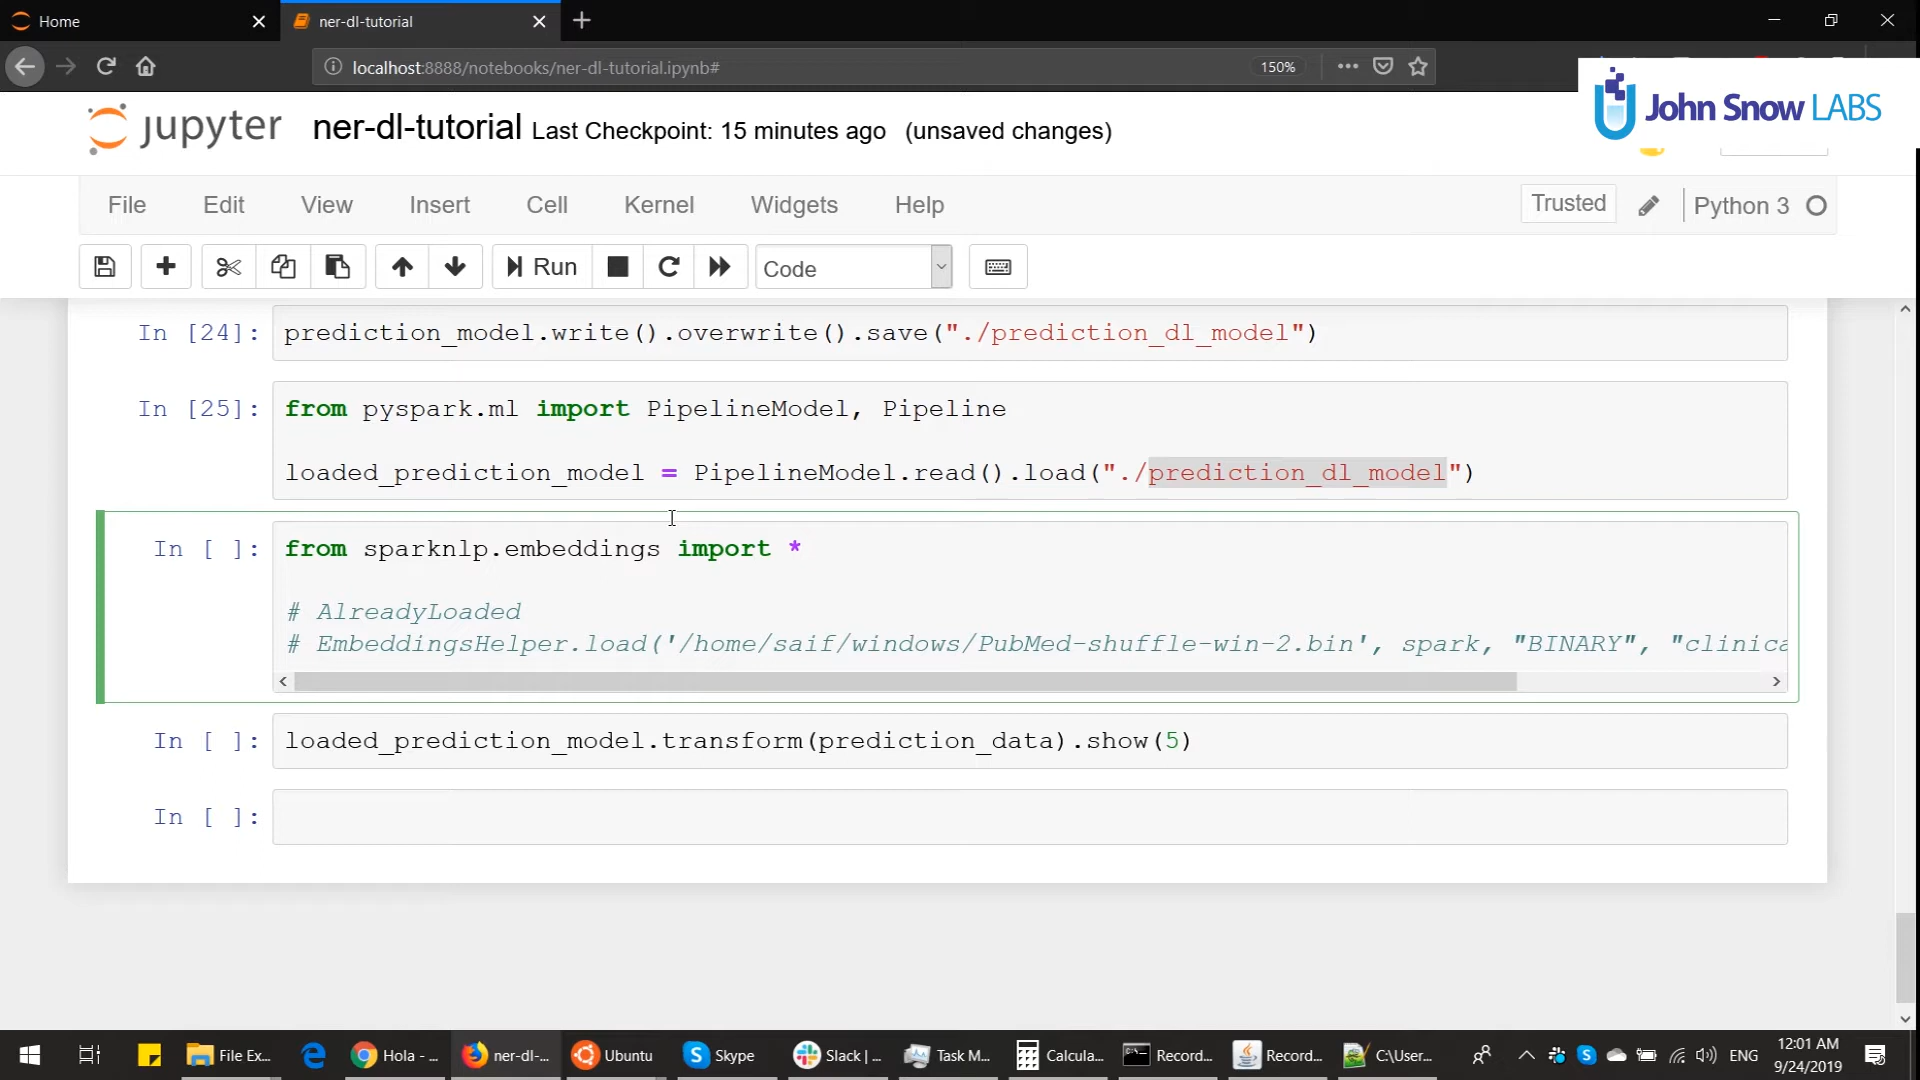 Home
ner-dl-tutorial
localhost:8888/notebooks/ner-dl-tutorial.ipynb#
150%
John Snow LABS
jupyter ner-dl-tutorial Last Checkpoint: 15 minutes ago (unsaved changes)
File Edit View Insert Cell Kernel Widgets Help
Trusted
Python 3
Run
Code
In [24]: prediction_model.write().overwrite().save("./prediction_dl_model")
In [25]: from pyspark.ml import PipelineModel, Pipeline
loaded_prediction_model = PipelineModel.read().load("./prediction_dl_model")
In [ ]: from sparknlp.embeddings import *
# AlreadyLoaded
# EmbeddingsHelper.load('/home/saif/windows/PubMed-shuffle-win-2.bin', spark, "BINARY", "clinica
In [ ]: loaded_prediction_model.transform(prediction_data).show(5)
In [ ]:
File Ex...
Hola - ...
ner-dl-...
Ubuntu
Skype
Slack | ...
Task M...
Calcula...
Record...
Record...
C:\User...
ENG
12:01 AM
9/24/2019